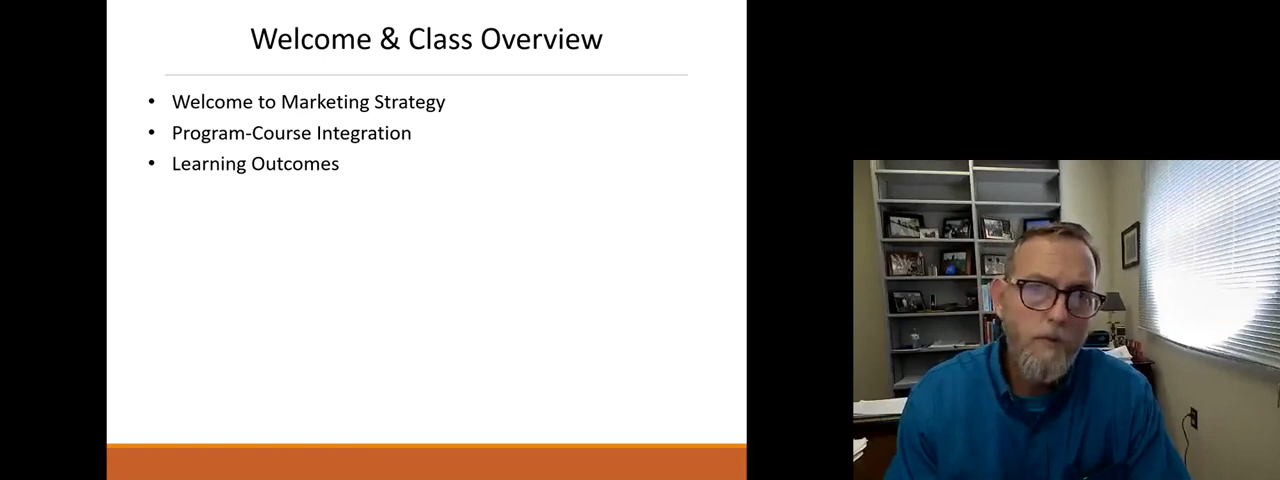 Welcome & Class Overview
• Welcome to Marketing Strategy
• Program-Course Integration
• Learning Outcomes